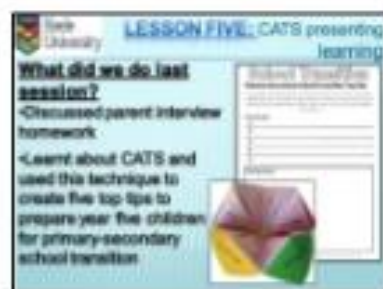 University
LESSON FIVE: CATS presenting
learning
What did we do last
session?
•Discussed parent interview
homework
•Learnt about CATS and
used this technique to
create five top tips to
prepare year five children
for primary-secondary
school transition
School Transition